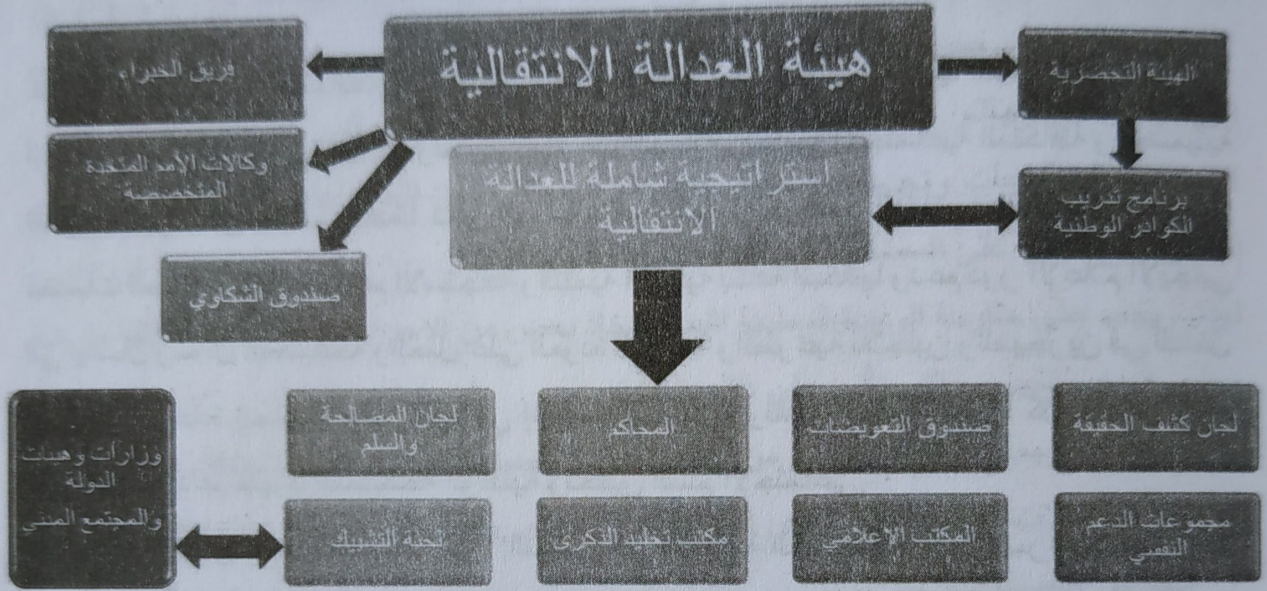 هيئة العدالة الانتقالية
الهيئة التحضرية
فريق الخبراء
برنامج تدريب
الكوادر الوطنية
استراتيجية شاملة للعدالة
الانتقالية
وكالات الأمم المتحدة
المتخصصة
صندوق الشكاوي
لجان كشف الحقيقة
صندوق التعويضات
المحاكم
لجان المصالحة
والسلم
وزارات وهيئات
الدولة
والمجتمع المدني
مجموعات الدعم
النفسي
المكتب الإعلامي
مكتب تخليد الذكرى
لجنة التشبيك